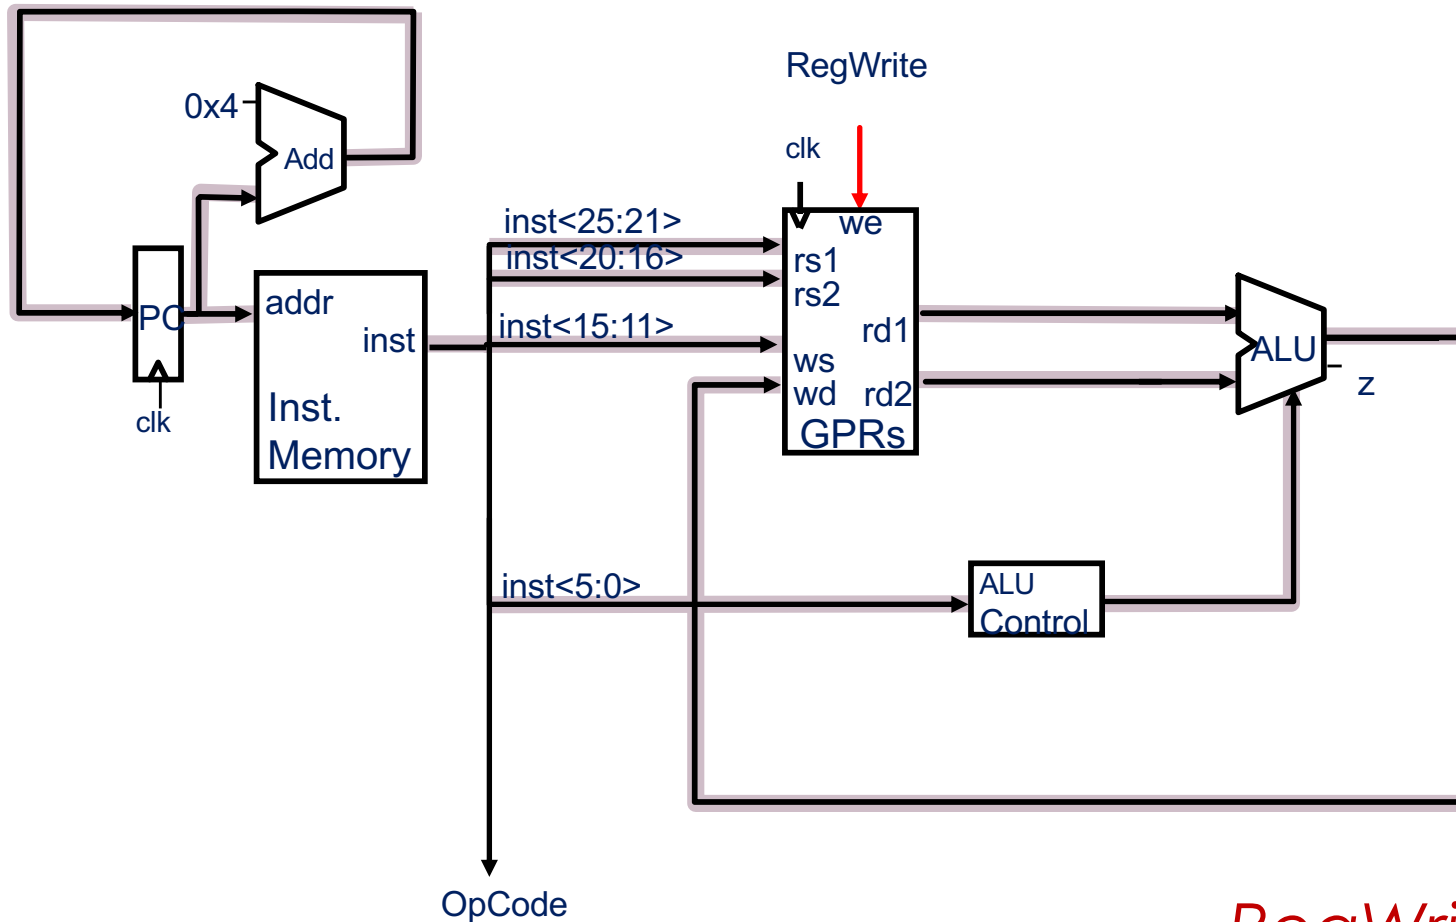 RegWrite
0x4
Add
clk
inst<25:21>
we
inst<20:16>
rs1
rs2
PC
addr
inst
inst<15:11>
rd1
ws
ALU
wd
rd2
z
clk
Inst.
Memory
GPRs
inst<5:0>
ALU
Control
OpCode